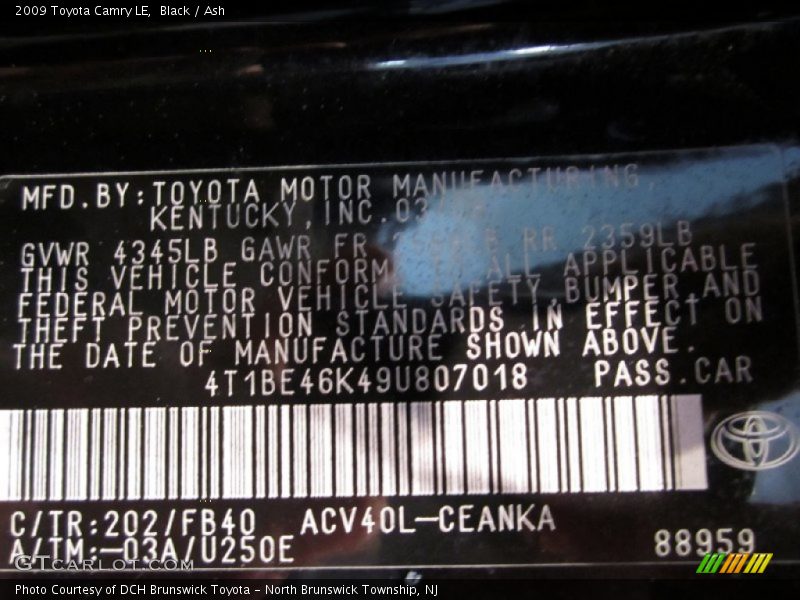 2009 Toyota Camry LE,  Black / Ash
MFD.BY:TOYOTA MOTOR MANUFACTURING,
KENTUCKY,INC.
GVWR 4345LB GAWR FR RR 2359LB
THIS VEHICLE CONFORMS TO ALL APPLICABLE
FEDERAL MOTOR VEHICLE SAFETY,BUMPER,AND
THEFT PREVENTION STANDARDS IN EFFECT ON
THE DATE OF MANUFACTURE SHOWN ABOVE.
4T1BE46K49U807018 PASS.CAR
C/TR:202/FB40 ACV40L-CEANKA
A/TM:-03A/U250E 88959
GTcarlot.com
Photo Courtesy of DCH Brunswick Toyota - North Brunswick Township, NJ